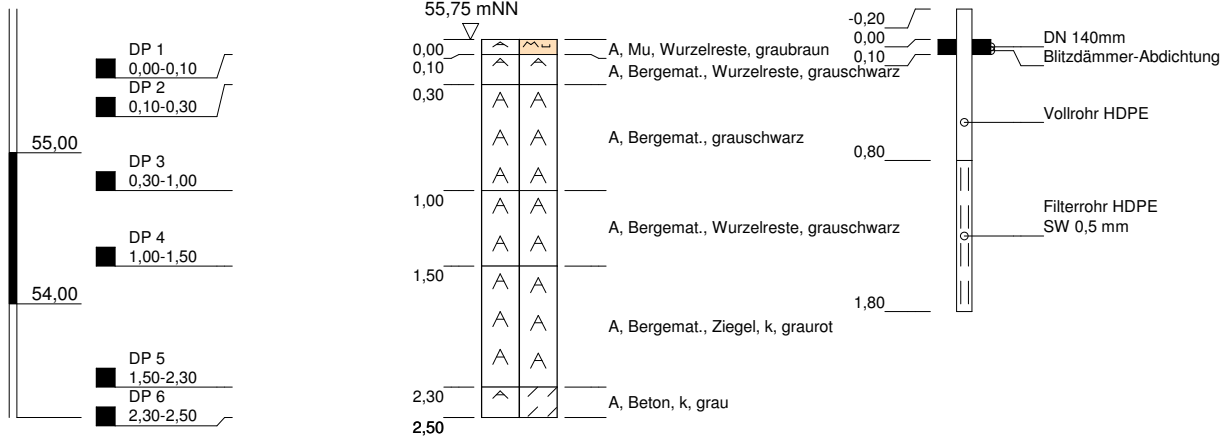 55,75 mNN
55,00
54,00
DP 1
0,00-0,10
DP 2
0,10-0,30
DP 3
0,30-1,00
DP 4
1,00-1,50
DP 5
1,50-2,30
DP 6
2,30-2,50
0,00
0,10
0,30
1,00
1,50
2,30
2,50
A, Mu, Wurzelreste, graubraun
A, Bergemat., Wurzelreste, grauschwarz
A, Bergemat., grauschwarz
A, Bergemat., Wurzelreste, grauschwarz
A, Bergemat., Ziegel, k, graurot
A, Beton, k, grau
-0,20
0,00
0,10
0,80
1,80
DN 140mm
Blitzdämmer-Abdichtung
Vollrohr HDPE
Filterrohr HDPE
SW 0,5 mm